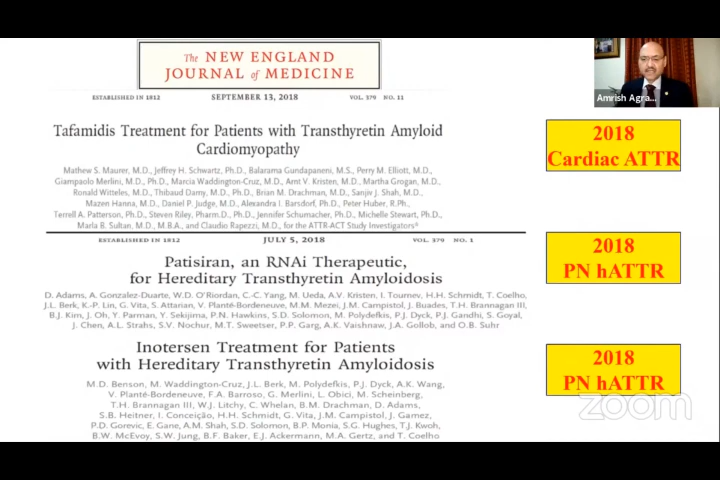 The NEW ENGLAND
JOURNAL of MEDICINE
ESTABLISHED IN 1812 SEPTEMBER 13, 2018 VOL. 379 NO. 11
Tafamidis Treatment for Patients with Transthyretin Amyloid
Cardiomyopathy
Mathew S. Maurer, M.D., Jeffrey H. Schwartz, Ph.D., Balarama Gundapaneni, M.S., Perry M. Elliott, M.D.,
Giampaolo Merlini, M.D., Ph.D., Marcia Waddington-Cruz, M.D., Arnt V. Kristen, M.D., Martha Grogan, M.D.,
Ronald Witteles, M.D., Thibaud Damy, M.D., Ph.D., Brian M. Drachman, M.D., Sanjiv J. Shah, M.D.,
Mazen Hanna, M.D., Daniel P. Judge, M.D., Alexandra I. Barsdorf, Ph.D., Peter Huber, R.Ph.,
Terrell A. Patterson, Ph.D., Steven Riley, Pharm.D., Ph.D., Jennifer Schumacher, Ph.D., Michelle Stewart, Ph.D.,
Marla B. Sultan, M.D., M.B.A., and Claudio Rapezzi, M.D., for the ATTR-ACT Study Investigators*
ESTABLISHED IN 1812 JULY 5, 2018 VOL. 379 NO. 1
Patisiran, an RNAi Therapeutic,
for Hereditary Transthyretin Amyloidosis
D. Adams, A. Gonzalez-Duarte, W.D. O'Riordan, C.-C. Yang, M. Ueda, A.V. Kristen, I. Tournev, H.H. Schmidt, T. Coelho,
J.L. Berk, K.-P. Lin, G. Vita, S. Attarian, V. Planté-Bordeneuve, M.M. Mezei, J.M. Campistol, J. Buades, T.H. Brannagan III,
B.J. Kim, J. Oh, Y. Parman, Y. Sekijima, P.N. Hawkins, S.D. Solomon, M. Polydefkis, P.J. Dyck, P.J. Gandhi, S. Goyal,
J. Chen, A.L. Strahs, S.V. Nochur, M.T. Sweetser, P.P. Garg, A.K. Vaishnaw, J.A. Gollob, and O.B. Suhr
Inotersen Treatment for Patients
with Hereditary Transthyretin Amyloidosis
M.D. Benson, M. Waddington-Cruz, J.L. Berk, M. Polydefkis, P.J. Dyck, A.K. Wang,
V. Planté-Bordeneuve, F.A. Barroso, G. Merlini, L. Obici, M. Scheinberg,
T.H. Brannagan III, W.J. Litchy, C. Whelan, B.M. Drachman, D. Adams,
S.B. Heitner, I. Conceição, H.H. Schmidt, G. Vita, J.M. Campistol, J. Gamez,
P.D. Gorevic, E. Gane, A.M. Shah, S.D. Solomon, B.P. Monia, S.G. Hughes, T.J. Kwoh,
B.W. McEvoy, S.W. Jung, B.F. Baker, E.J. Ackermann, M.A. Gertz, and T. Coelho
Amrish Agra...
2018
Cardiac ATTR
2018
PN hATTR
2018
PN hATTR
zoom